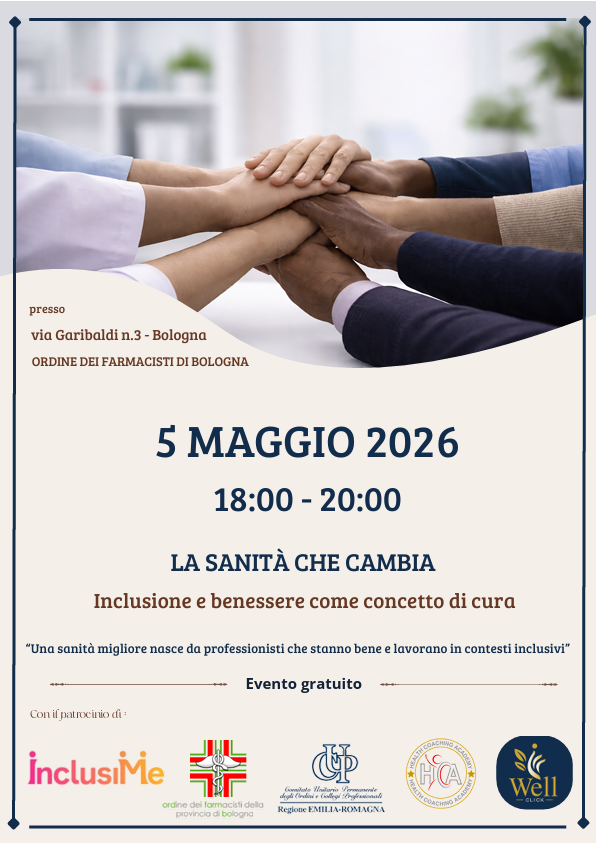 presso
via Garibaldi n.3 - Bologna
ORDINE DEI FARMACISTI DI BOLOGNA
5 MAGGIO 2026
18:00 - 20:00
LA SANITÀ CHE CAMBIA
Inclusione e benessere come concetto di cura
“Una sanità migliore nasce da professionisti che stanno bene e lavorano in contesti inclusivi”
Evento gratuito
Con il patrocinio di :
InclusiMe
ordine dei farmacisti della
provincia di bologna
CUP
Comitato Unitario Permanente
degli Ordini e Collegi Professionali
Regione EMILIA-ROMAGNA
HEALTH COACHING ACADEMY
HCA
HEALTH COACHING ACADEMY
Well
CLICK